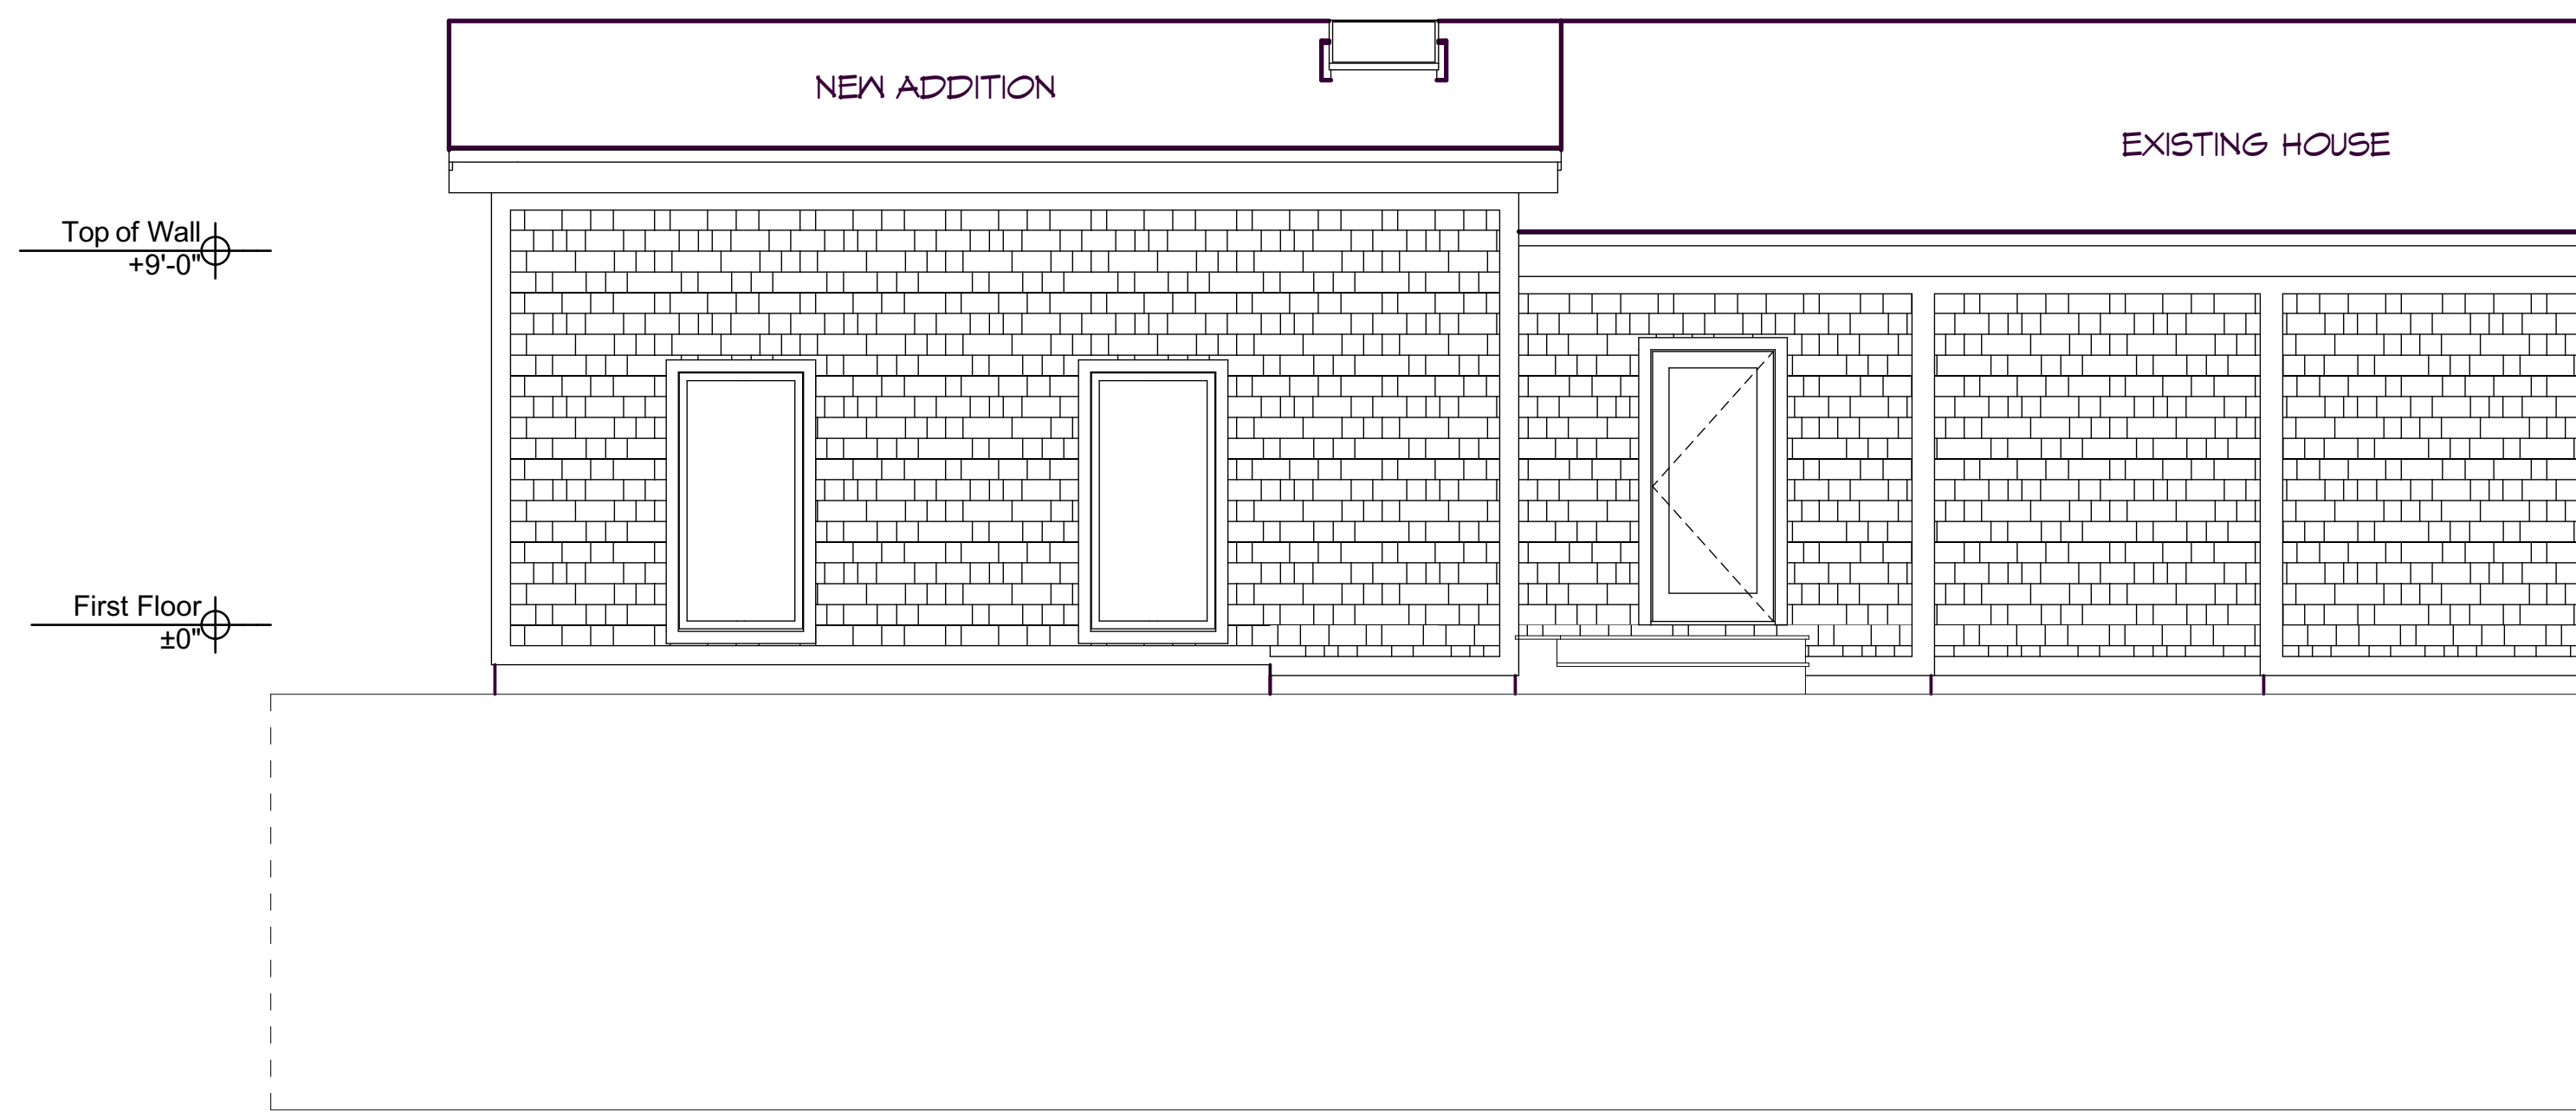 NEW ADDITION
EXISTING HOUSE
Top of Wall
+9'-0"
First Floor
±0"